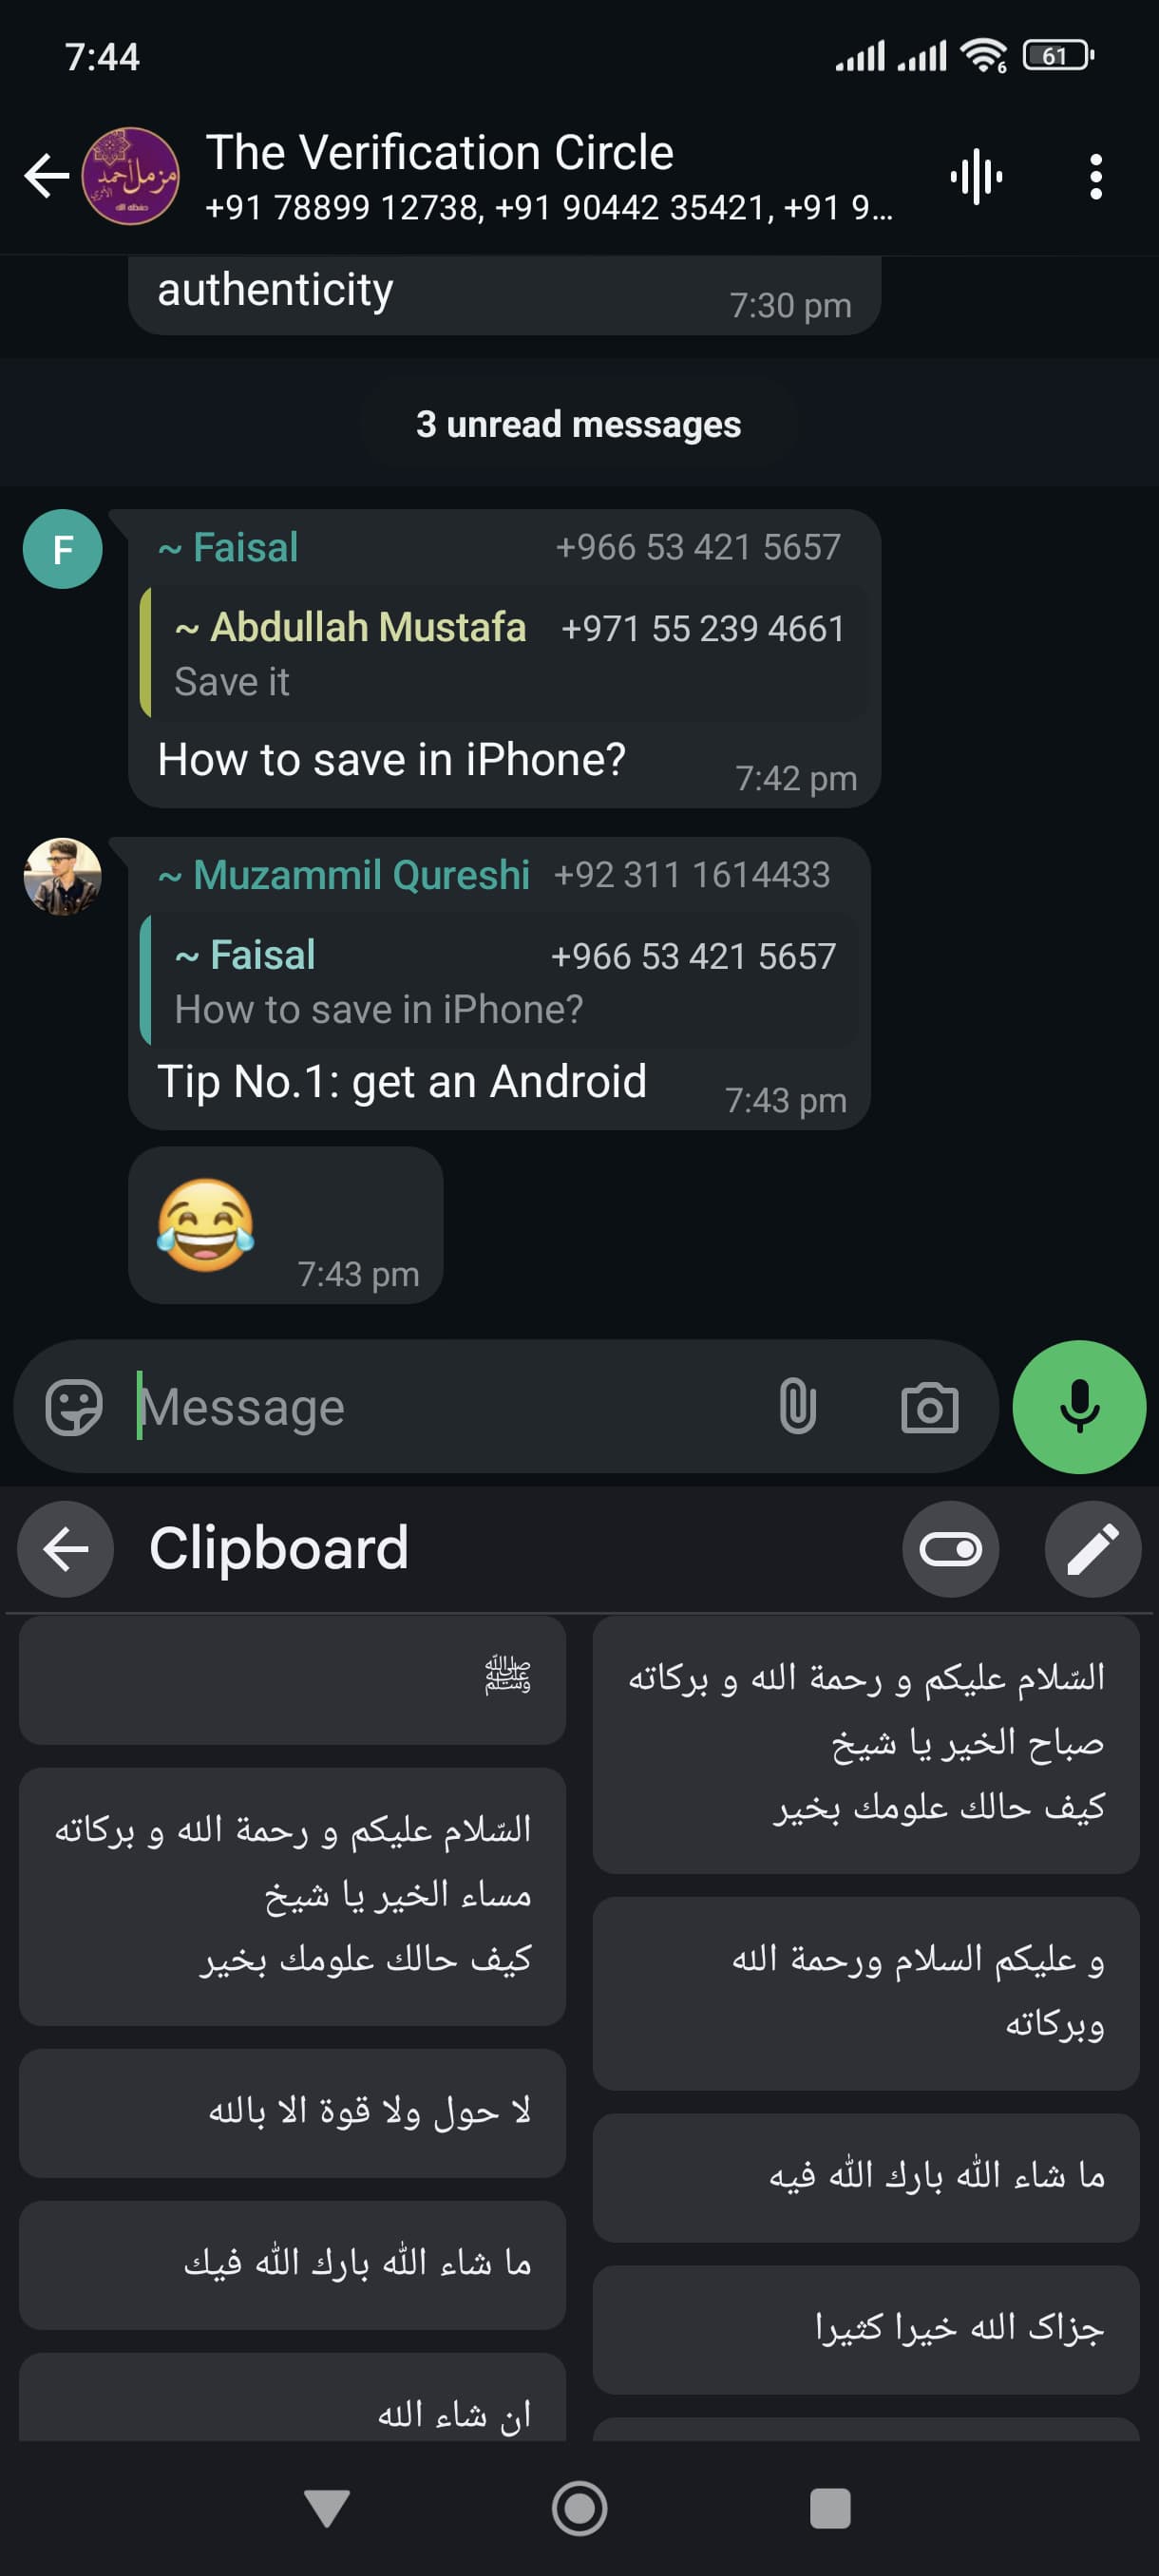 7:44
6
61
مزمل أحمد
The Verification Circle
+91 78899 12738, +91 90442 35421, +91 9...
authenticity
7:30 pm
3 unread messages
F
~ Faisal
+966 53 421 5657
~ Abdullah Mustafa
+971 55 239 4661
Save it
How to save in iPhone?
7:42 pm
~ Muzammil Qureshi
+92 311 1614433
~ Faisal
+966 53 421 5657
How to save in iPhone?
Tip No.1: get an Android
7:43 pm
😂
7:43 pm
Message
Clipboard
ﷺ
السّلام عليكم و رحمة الله و بركاته
صباح الخير يا شيخ
كيف حالك علومك بخير
السّلام عليكم و رحمة الله و بركاته
مساء الخير يا شيخ
كيف حالك علومك بخير
و عليكم السلام ورحمة الله
وبركاته
لا حول ولا قوة الا بالله
ما شاء الله بارك الله فيه
ما شاء الله بارك الله فيك
جزاک الله خيرا كثيرا
ان شاء الله